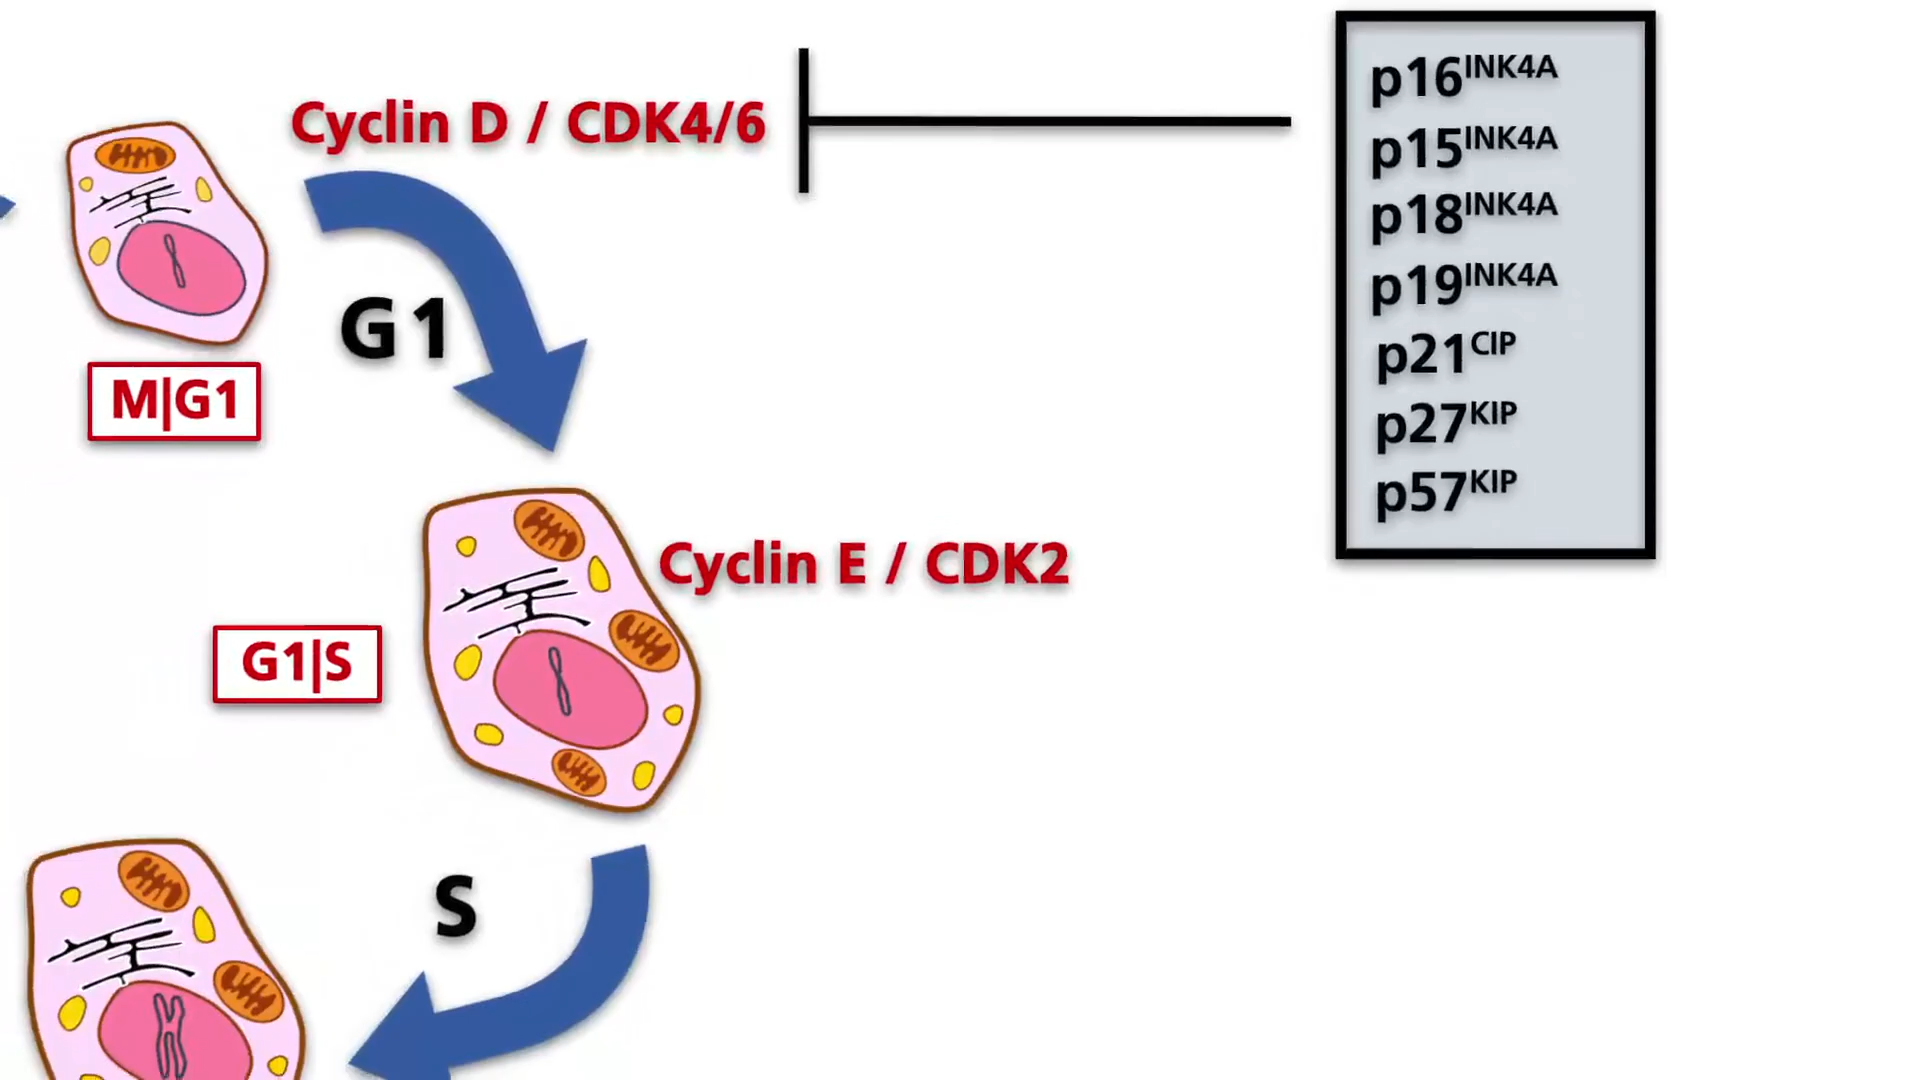 Cyclin D / CDK4/6
G1
M|G1
Cyclin E / CDK2
G1|S
S
p16INK4A
p15INK4A
p18INK4A
p19INK4A
p21CIP
p27KIP
p57KIP